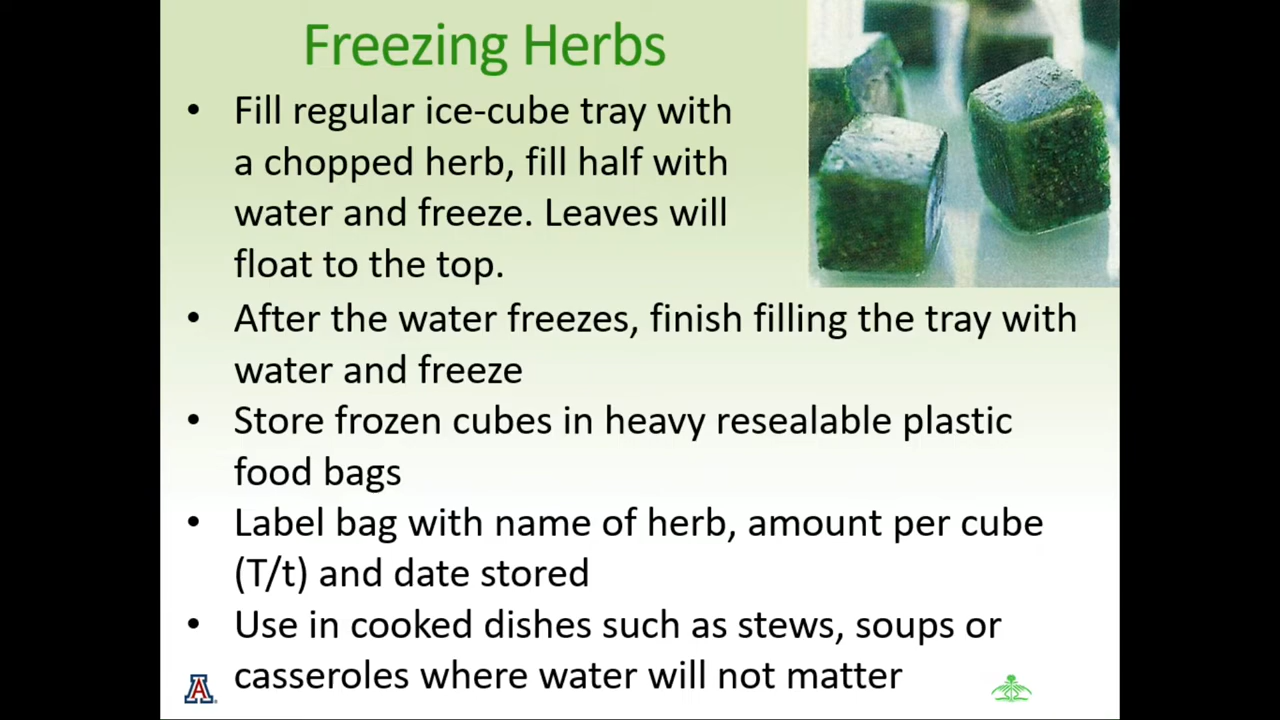 Freezing Herbs
• Fill regular ice-cube tray with
a chopped herb, fill half with
water and freeze. Leaves will
float to the top.
• After the water freezes, finish filling the tray with
water and freeze
• Store frozen cubes in heavy resealable plastic
food bags
• Label bag with name of herb, amount per cube
(T/t) and date stored
• Use in cooked dishes such as stews, soups or
casseroles where water will not matter
A